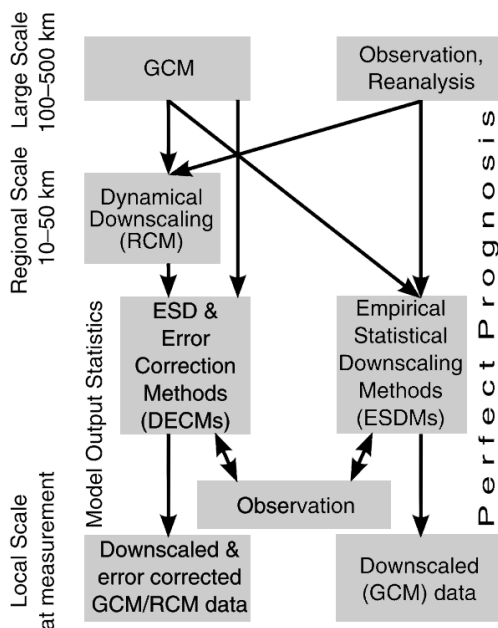 Large Scale
100–500 km
GCM
Observation,
Reanalysis
Regional Scale
10–50 km
Dynamical
Downscaling
(RCM)
Model Output Statistics
ESD &
Error
Correction
Methods
(DECMs)
Empirical
Statistical
Downscaling
Methods
(ESDMs)
Perfect Prognosis
Observation
Local Scale
at measurement
Downscaled &
error corrected
GCM/RCM data
Downscaled
(GCM) data